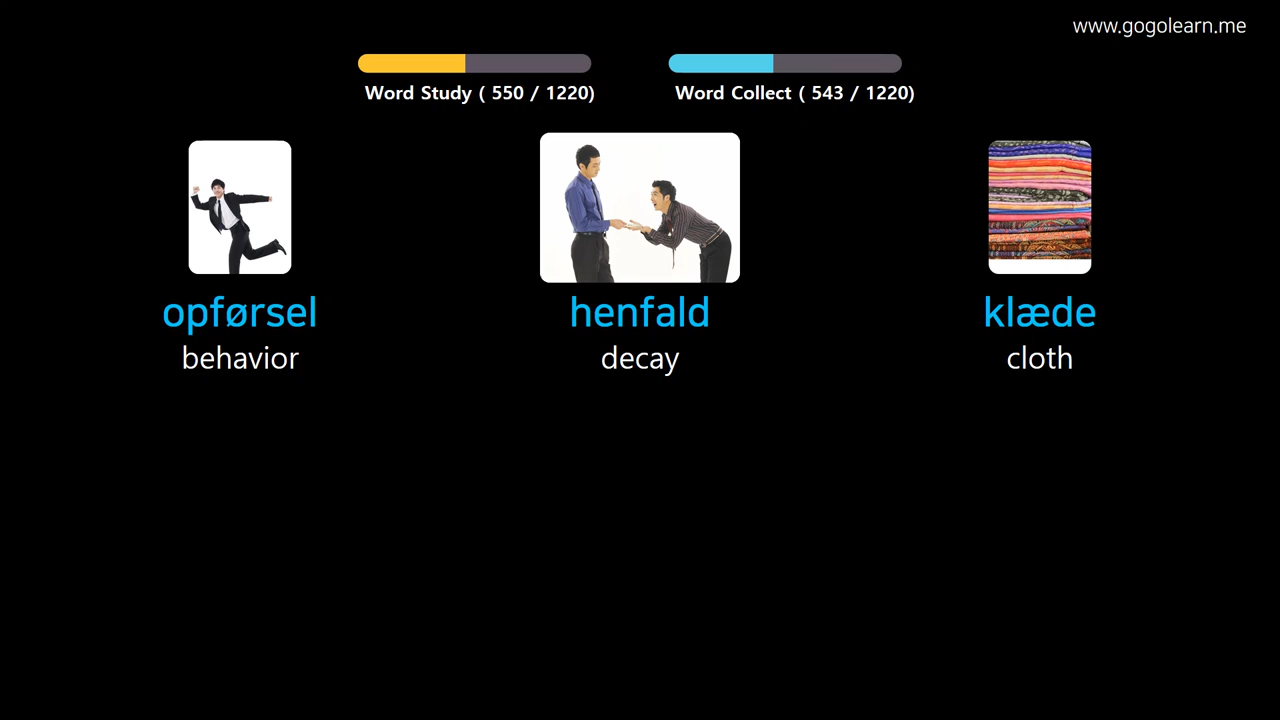 www.gogolearn.me
Word Study ( 550 / 1220)
Word Collect ( 543 / 1220)
opførsel
behavior
henfald
decay
klæde
cloth